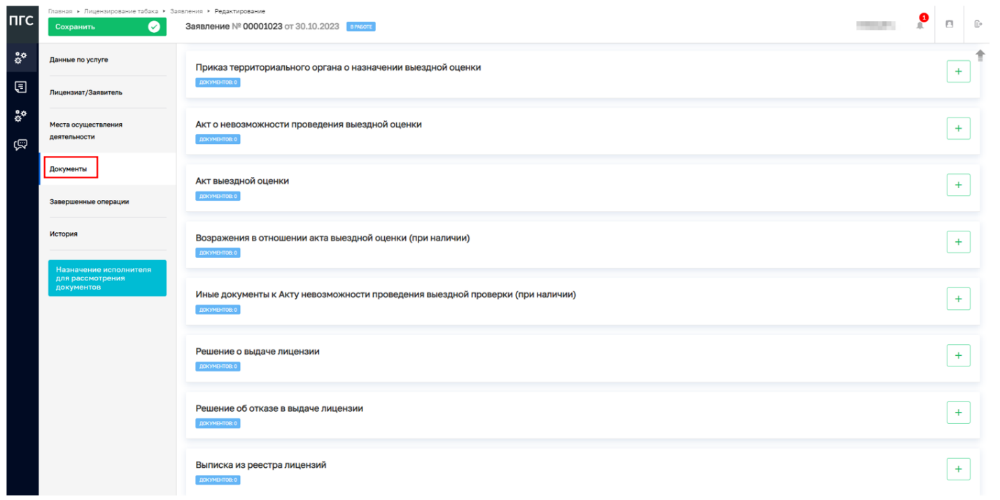 ПГС
Главная ▸ Лицензирование табака ▸ Заявления ▸ Редактирование
Сохранить
Заявление № 00001023 от 30.10.2023 В РАБОТЕ
1
Данные по услуге
Лицензиат/Заявитель
Места осуществления
деятельности
Документы
Завершенные операции
История
Назначение исполнителя
для рассмотрения
документов
Приказ территориального органа о назначении выездной оценки
ДОКУМЕНТОВ: 0
+
Акт о невозможности проведения выездной оценки
ДОКУМЕНТОВ: 0
+
Акт выездной оценки
ДОКУМЕНТОВ: 0
+
Возражения в отношении акта выездной оценки (при наличии)
ДОКУМЕНТОВ: 0
+
Иные документы к Акту невозможности проведения выездной проверки (при наличии)
ДОКУМЕНТОВ: 0
+
Решение о выдаче лицензии
ДОКУМЕНТОВ: 0
+
Решение об отказе в выдаче лицензии
ДОКУМЕНТОВ: 0
+
Выписка из реестра лицензий
ДОКУМЕНТОВ: 0
+